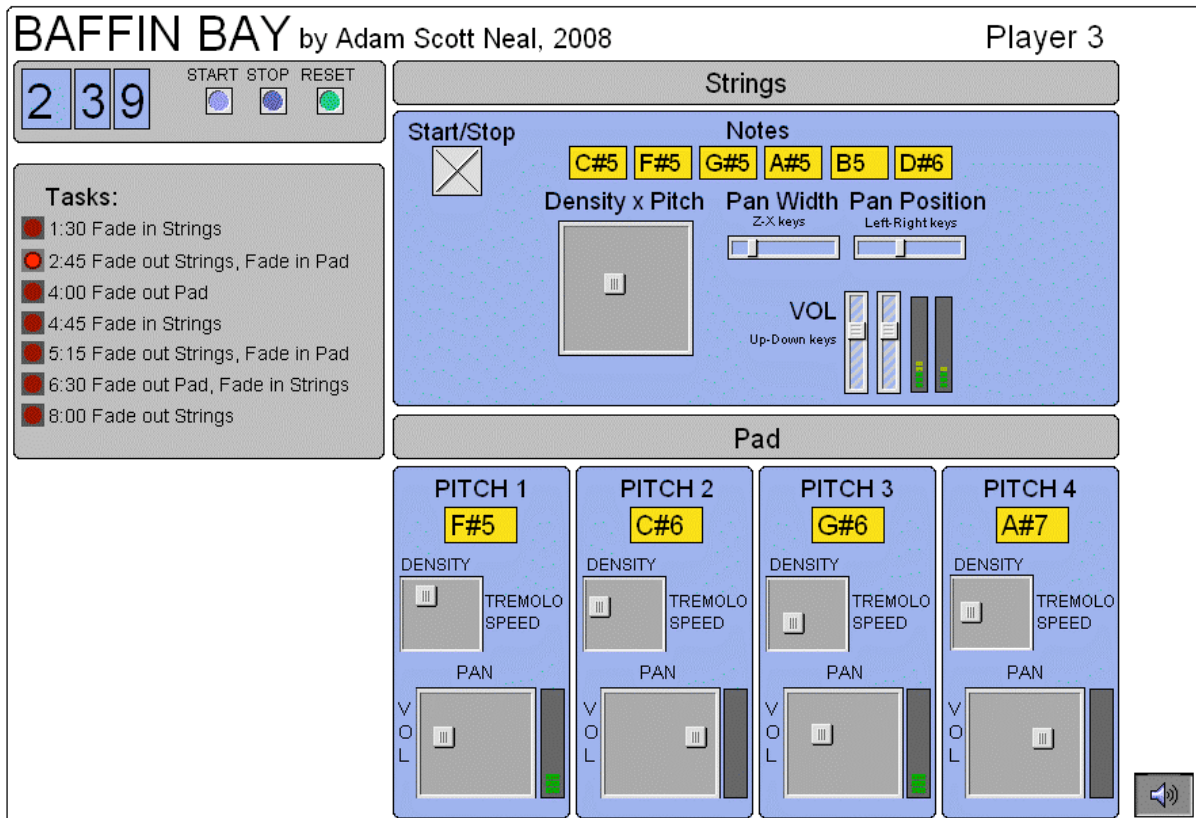 BAFFIN BAY by Adam Scott Neal, 2008
Player 3
2 39
START STOP RESET
Tasks:
1:30 Fade in Strings
2:45 Fade out Strings, Fade in Pad
4:00 Fade out Pad
4:45 Fade in Strings
5:15 Fade out Strings, Fade in Pad
6:30 Fade out Pad, Fade in Strings
8:00 Fade out Strings
Strings
Start/Stop
Notes
C#5 F#5 G#5 A#5 B5 D#6
Density x Pitch
Pan Width
Z-X keys
Pan Position
Left-Right keys
VOL
Up-Down keys
Pad
PITCH 1
F#5
DENSITY
TREMOLO
SPEED
PAN
VOL
PITCH 2
C#6
DENSITY
TREMOLO
SPEED
PAN
VOL
PITCH 3
G#6
DENSITY
TREMOLO
SPEED
PAN
VOL
PITCH 4
A#7
DENSITY
TREMOLO
SPEED
PAN
VOL